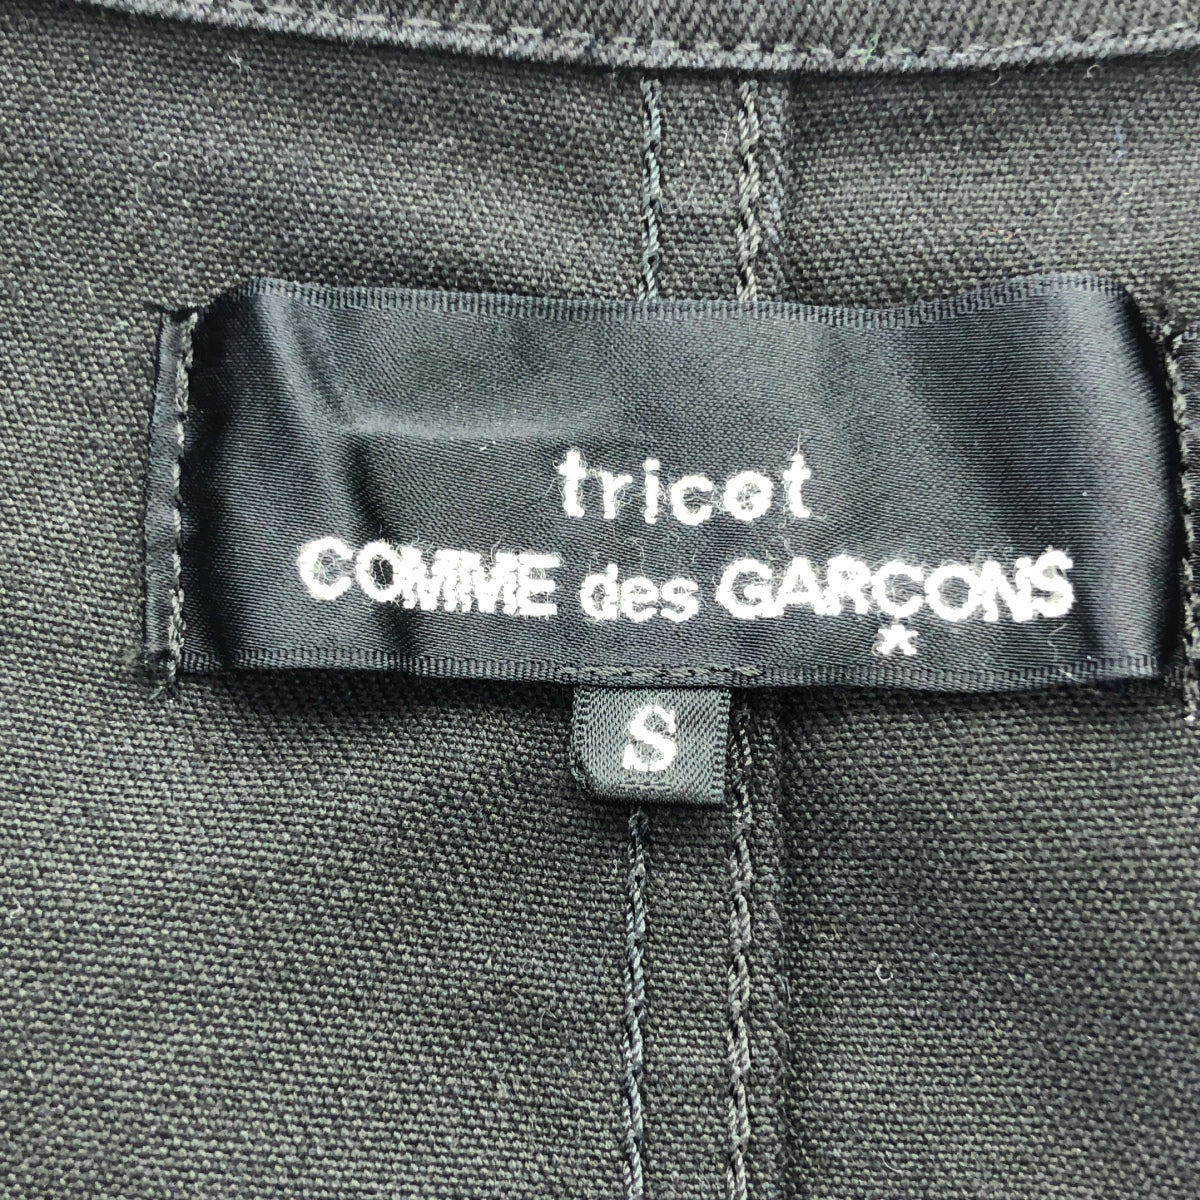 tricot
COMME des GARÇONS
★
S